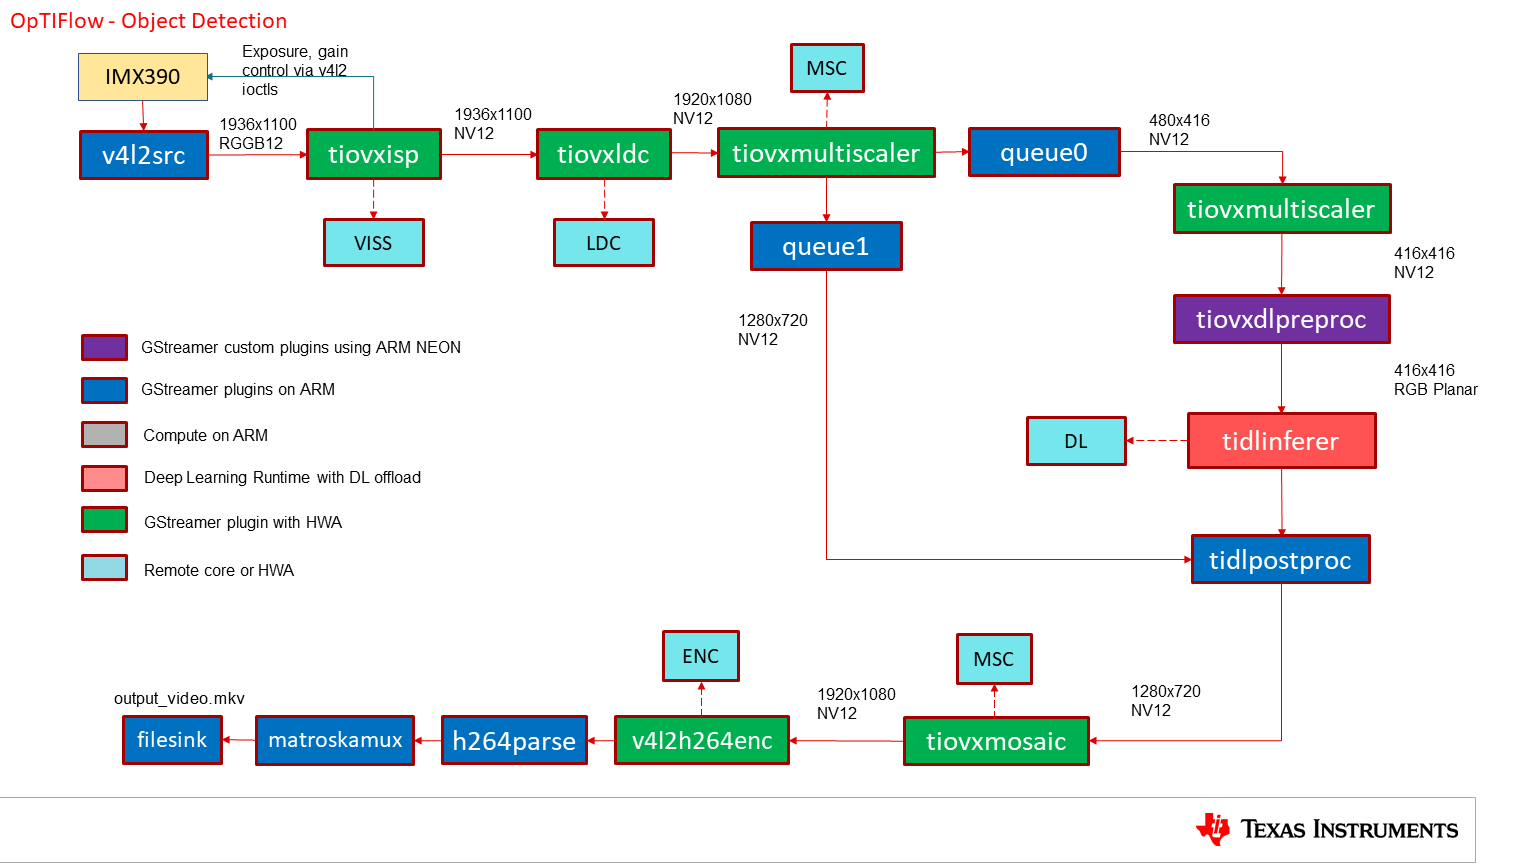 OpTIFlow - Object Detection
IMX390
Exposure, gain
control via v4l2
ioctls
v4l2src
1936x1100
RGGB12
tiovxisp
VISS
1936x1100
NV12
tiovxldc
LDC
1920x1080
NV12
MSC
tiovxmultiscaler
queue0
480x416
NV12
tiovxmultiscaler
queue1
1280x720
NV12
416x416
NV12
tiovxdlpreproc
416x416
RGB Planar
DL
tidlinferer
tidlpostproc
GStreamer custom plugins using ARM NEON
GStreamer plugins on ARM
Compute on ARM
Deep Learning Runtime with DL offload
GStreamer plugin with HWA
Remote core or HWA
1280x720
NV12
MSC
tiovxmosaic
1920x1080
NV12
ENC
v4l2h264enc
h264parse
matroskamux
output_video.mkv
filesink
TEXAS INSTRUMENTS